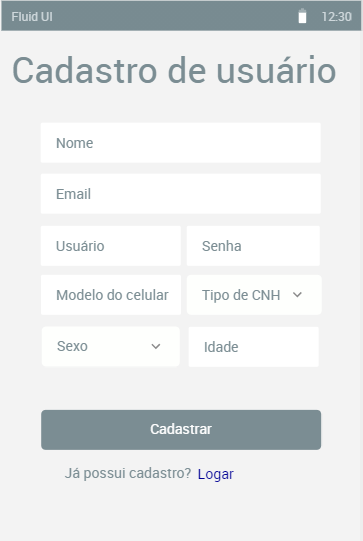 Fluid UI 12:30
Cadastro de usuário
Nome
Email
Usuário Senha
Modelo do celular Tipo de CNH
Sexo Idade
Cadastrar
Já possui cadastro? Logar